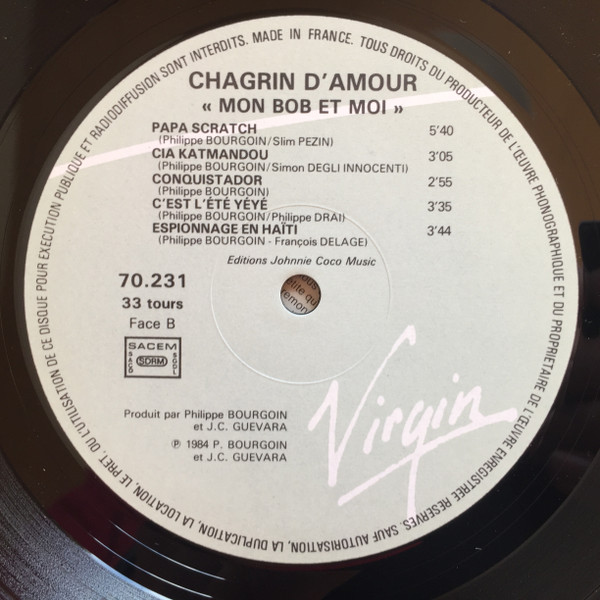 MADE IN FRANCE. TOUS DROITS DU PRODUCTEUR DE L'ŒUVRE PHONOGRAPHIQUE ET DU PROPRIETAIRE DE L'ŒUVRE ENREGISTREE RESERVES. SAUF AUTORISATION, LA DUPLICATION, LA LOCATION, LE PRET, OU L'UTILISATION DE CE DISQUE POUR EXECUTION PUBLIQUE ET RADIODIFFUSION SONT INTERDITS.
CHAGRIN D'AMOUR
« MON BOB ET MOI »
PAPA SCRATCH 5'40
(Philippe BOURGOIN/Slim PEZIN)
CIA KATMANDOU 3'05
(Philippe BOURGOIN/Simon DEGLI INNOCENTI)
CONQUISTADOR 2'55
(Philippe BOURGOIN)
C'EST L'ÉTÉ YÉYÉ 3'35
(Philippe BOURGOIN/Philippe DRAI)
ESPIONNAGE EN HAÏTI 3'44
(Philippe BOURGOIN - François DELAGE)
Editions Johnnie Coco Music
70.231
33 tours
Face B
SACEM
SACD SDRM SGDL
Produit par Philippe BOURGOIN
et J.C. GUEVARA
℗ 1984 P. BOURGOIN
et J.C. GUEVARA
Virgin